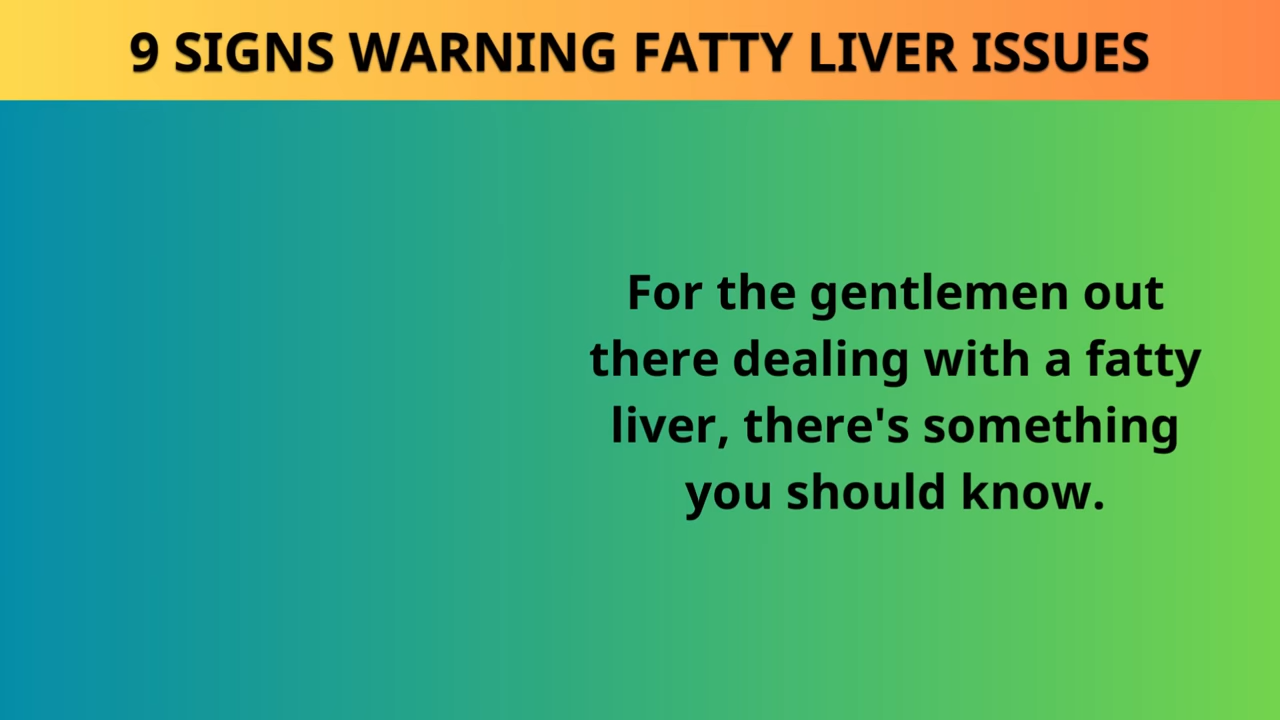 9 SIGNS WARNING FATTY LIVER ISSUES
For the gentlemen out
there dealing with a fatty
liver, there's something
you should know.